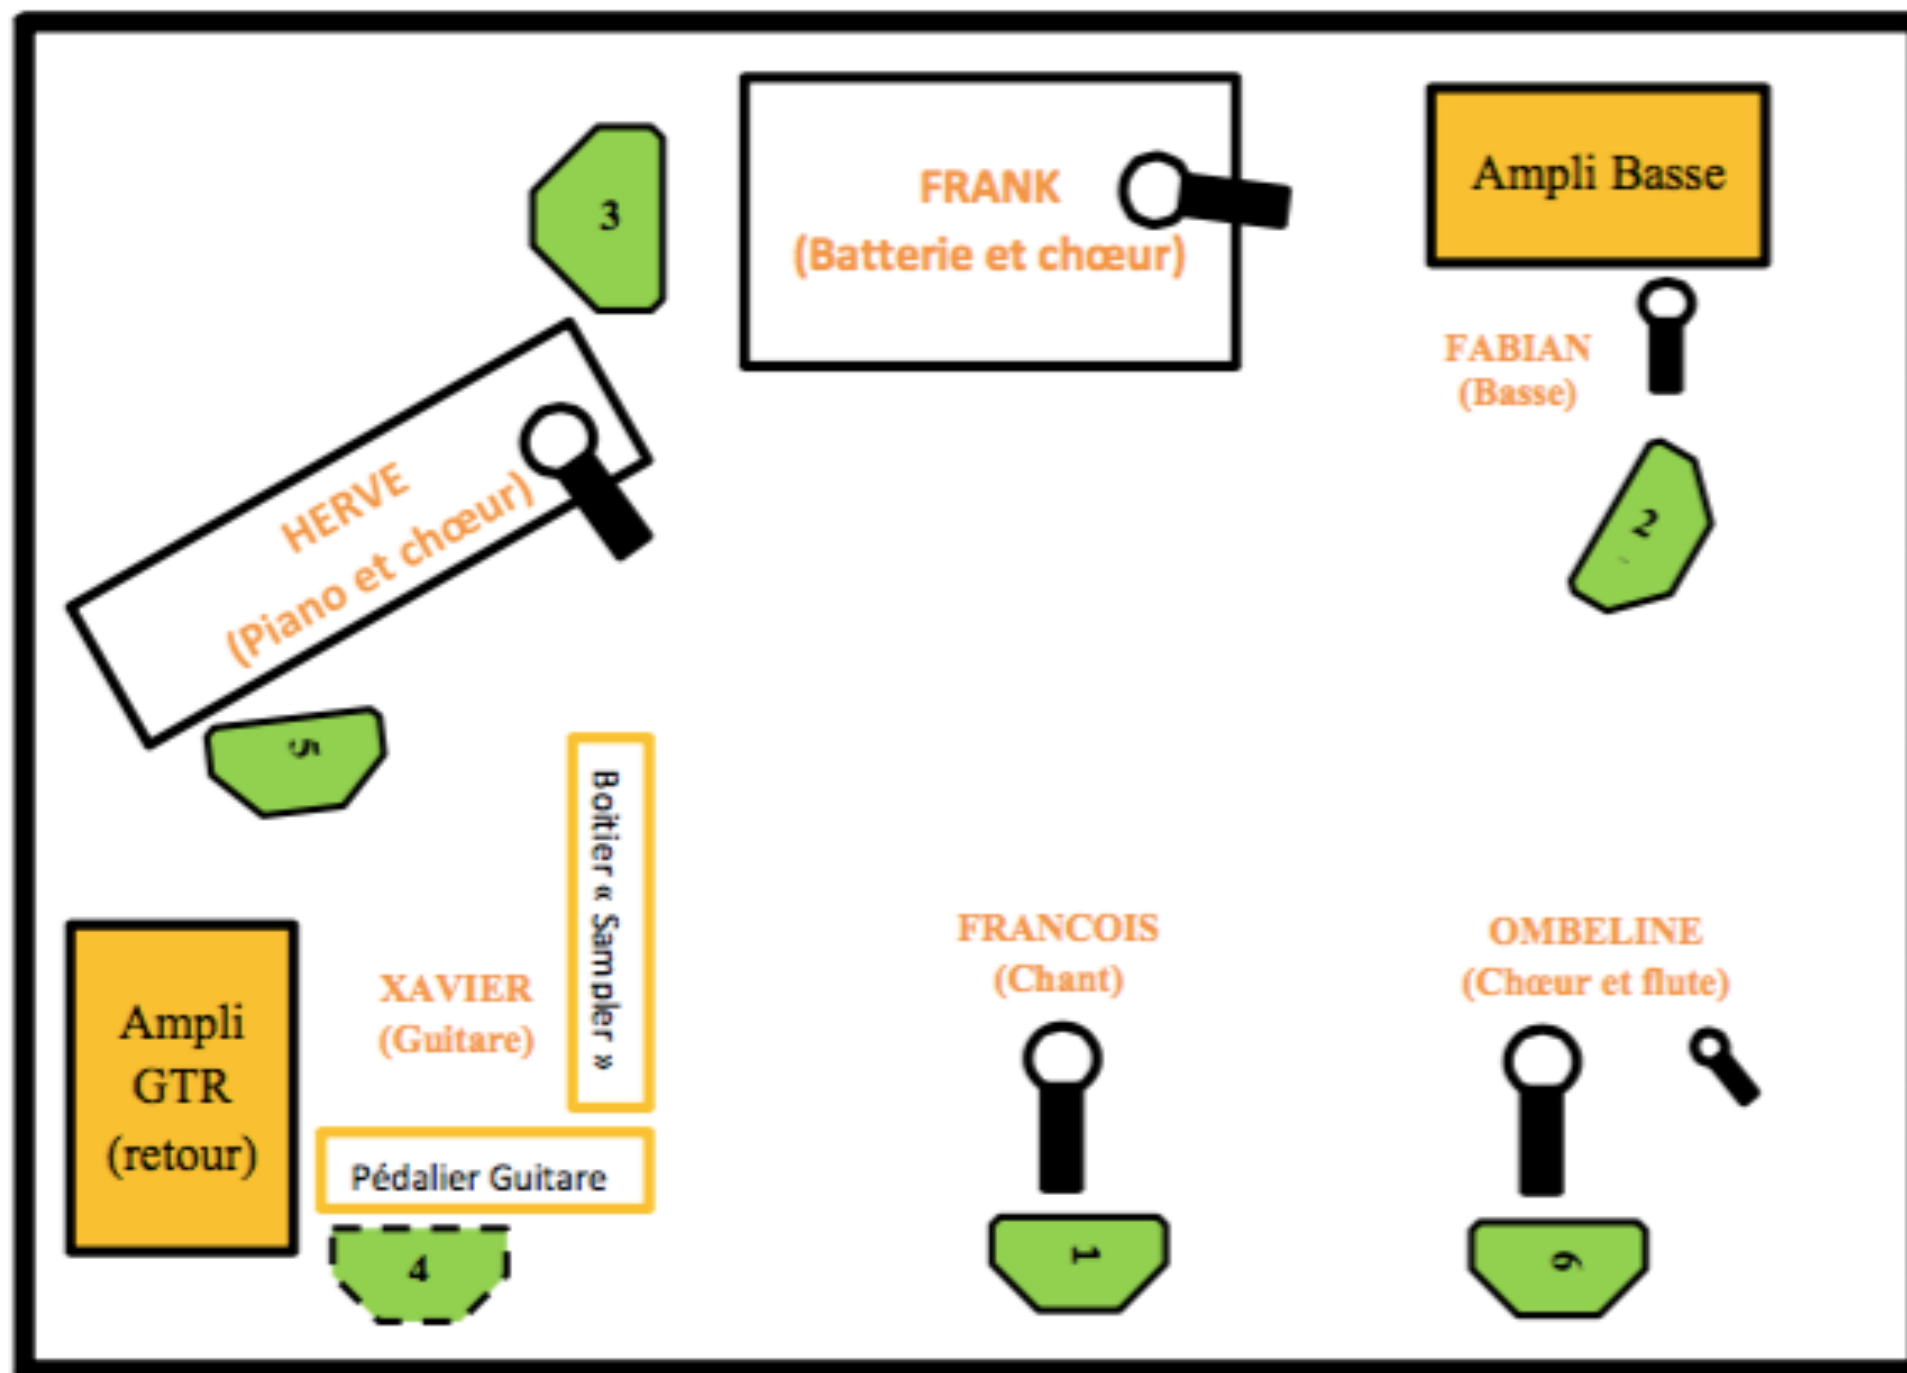 3
FRANK
(Batterie et chœur)
Ampli Basse
FABIAN
(Basse)
HERVE
(Piano et chœur)
2
5
Boitier « Sampler »
FRANCOIS
(Chant)
OMBELINE
(Chœur et flute)
XAVIER
(Guitare)
Ampli
GTR
(retour)
Pédalier Guitare
4
1
6